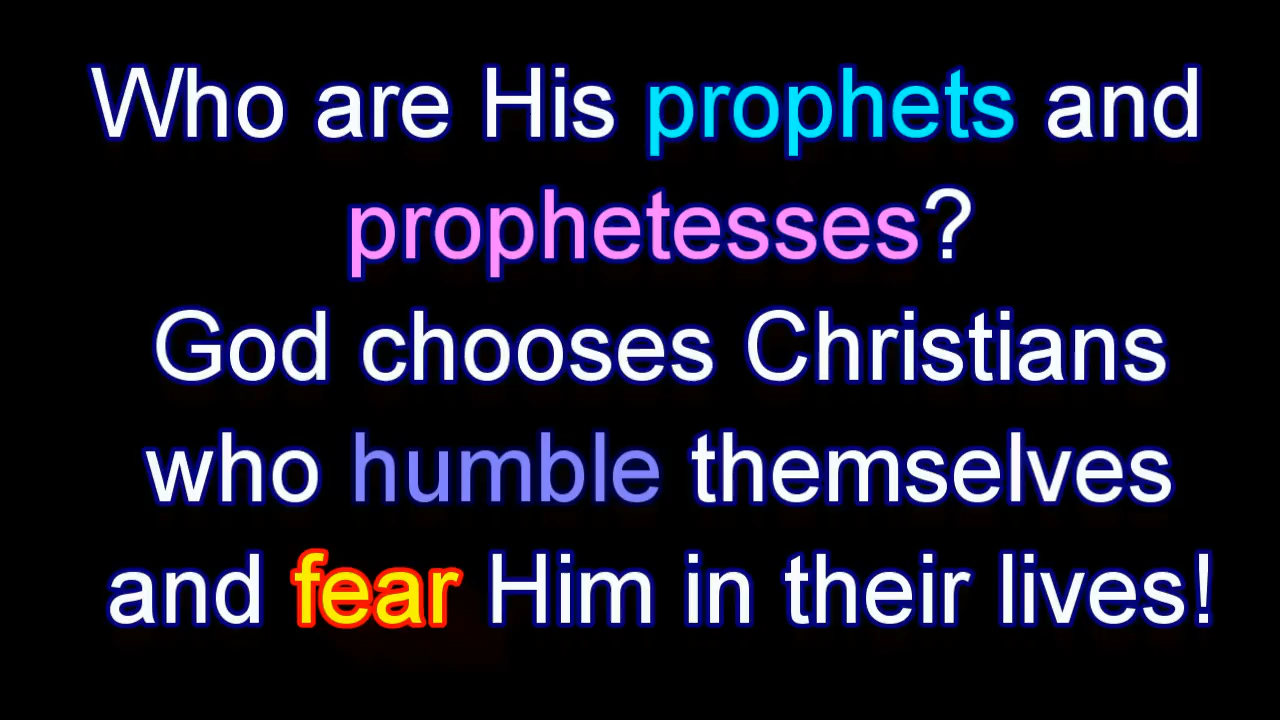 Who are His prophets and
prophetesses?
God chooses Christians
who humble themselves
and fear Him in their lives!